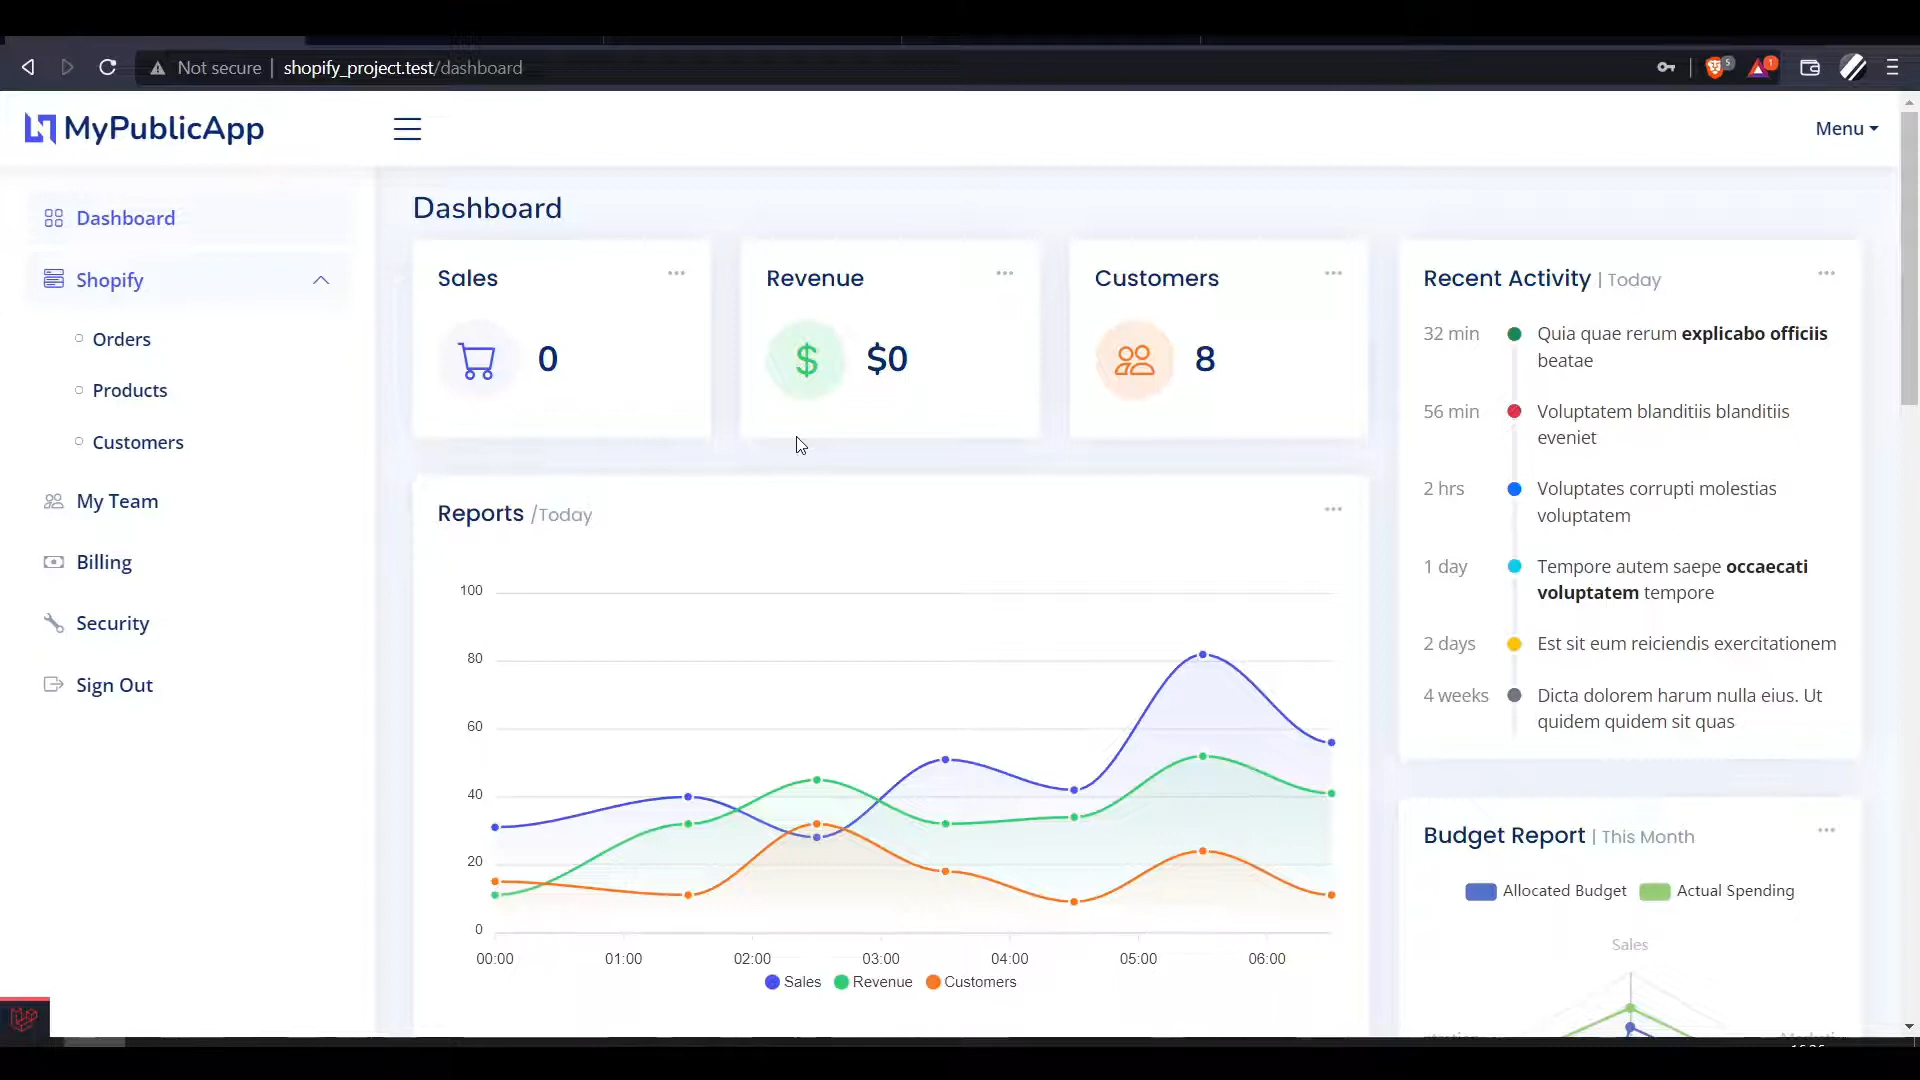 Not secure | shopify_project.test/dashboard
5
1
MyPublicApp
Menu
Dashboard
Shopify
Orders
Products
Customers
My Team
Billing
Security
Sign Out
Dashboard
Sales
0
Revenue
$
$0
Customers
8
Reports /Today
100
80
60
40
20
0
00:00 01:00 02:00 03:00 04:00 05:00 06:00
Sales Revenue Customers
Recent Activity | Today
32 min Quia quae rerum explicabo officiis
beatae
56 min Voluptatem blanditiis blanditiis
eveniet
2 hrs Voluptates corrupti molestias
voluptatem
1 day Tempore autem saepe occaecati
voluptatem tempore
2 days Est sit eum reiciendis exercitationem
4 weeks Dicta dolorem harum nulla eius. Ut
quidem quidem sit quas
Budget Report | This Month
Allocated Budget Actual Spending
Sales